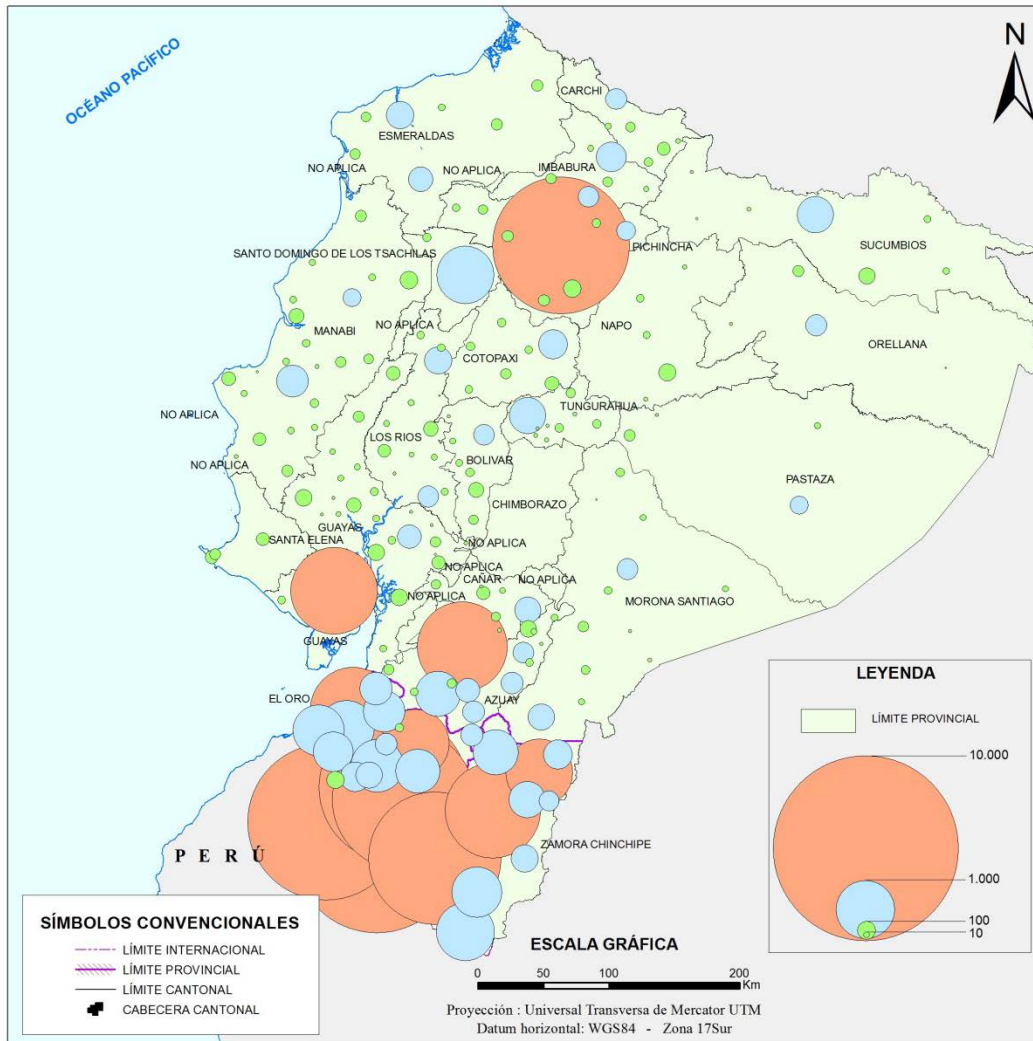 OCÉANO PACÍFICO
N
CARCHI
ESMERALDAS
NO APLICA
NO APLICA
IMBABURA
PICHINCHA
SUCUMBIOS
SANTO DOMINGO DE LOS TSACHILAS
MANABI
NO APLICA
NAPO
ORELLANA
COTOPAXI
NO APLICA
TUNGURAHUA
LOS RIOS
BOLIVAR
NO APLICA
PASTAZA
CHIMBORAZO
GUAYAS
SANTA ELENA
NO APLICA
NO APLICA
CAÑAR
NO APLICA
NO APLICA
MORONA SANTIAGO
GUAYAS
EL ORO
AZUAY
ZAMORA CHINCHIPE
PERÚ
LEYENDA
LÍMITE PROVINCIAL
10.000
1.000
100
10
SÍMBOLOS CONVENCIONALES
LÍMITE INTERNACIONAL
LÍMITE PROVINCIAL
LÍMITE CANTONAL
CABECERA CANTONAL
ESCALA GRÁFICA
0 50 100 200
Km
Proyección : Universal Transversa de Mercator UTM
Datum horizontal: WGS84 - Zona 17Sur